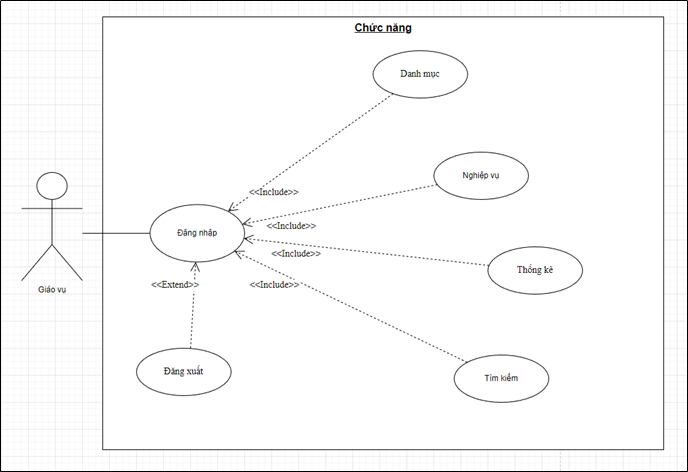 Chức năng
Danh mục
Nghiệp vụ
<<Include>>
<<Include>>
Đăng nhập
<<Include>>
Thống kê
<<Extend>>
<<Include>>
Giáo vụ
Đăng xuất
Tìm kiếm